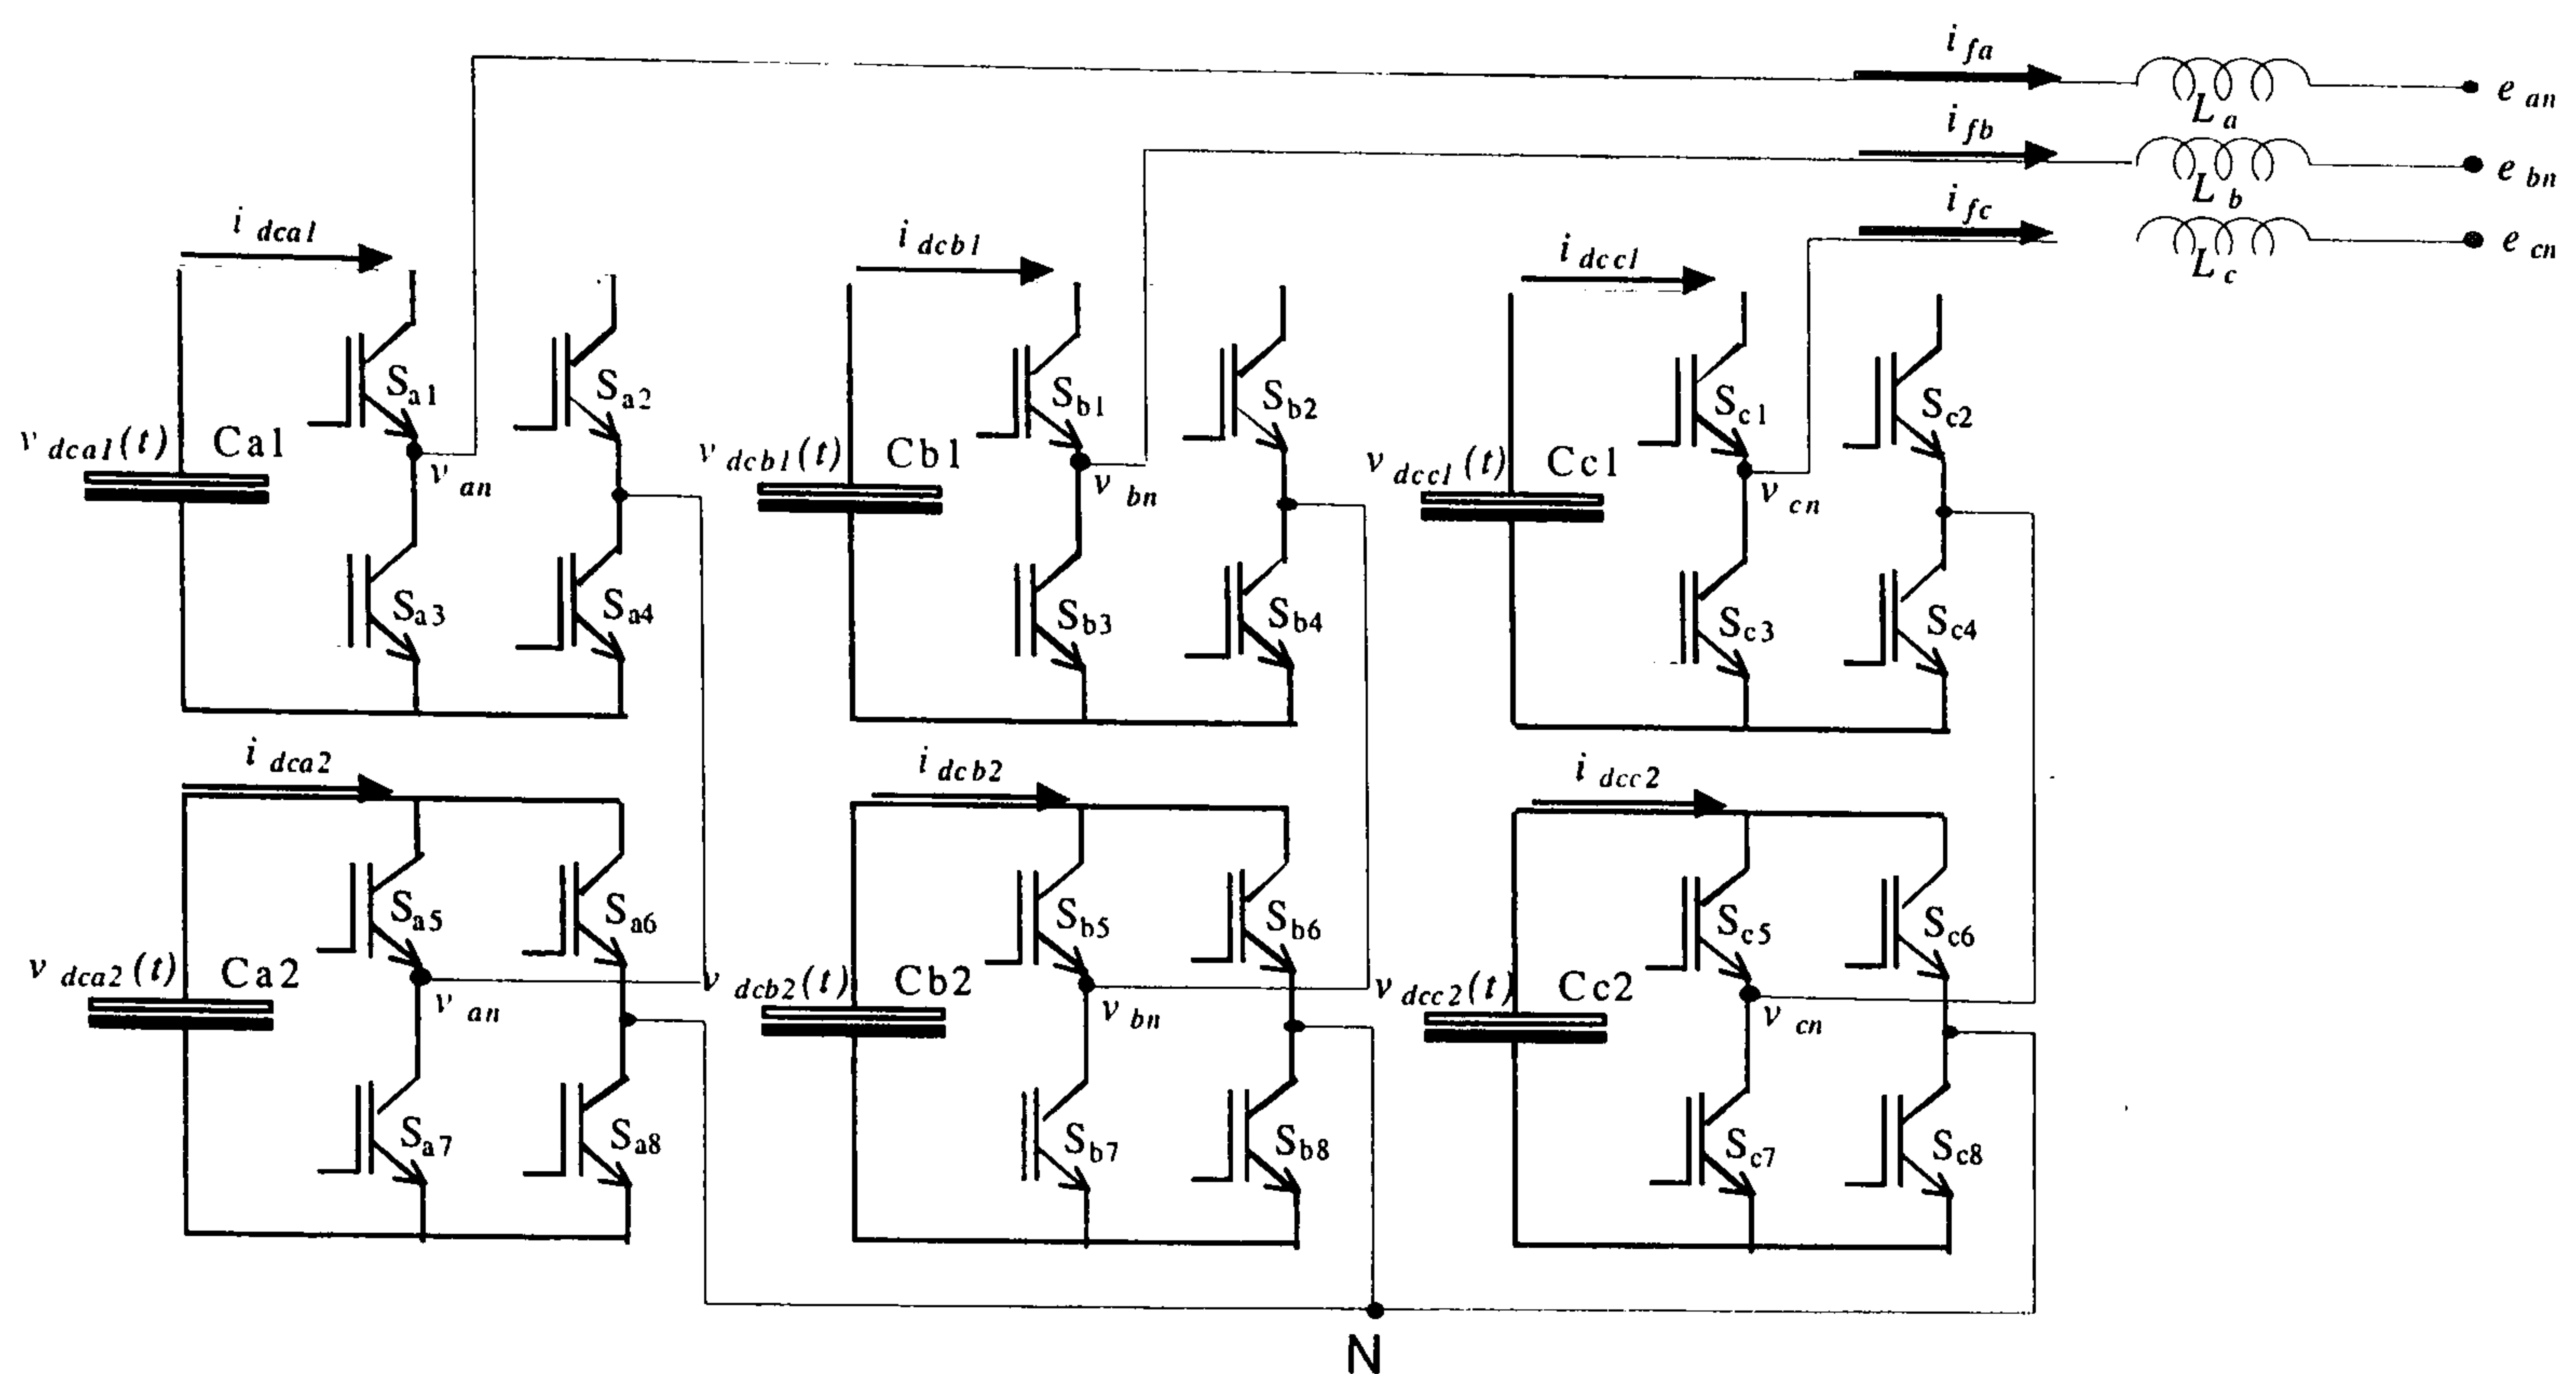 i fa
e an
L a
i fb
e bn
L b
i fc
e cn
L c
i dca1
i dcb1
i dcc1
S a1
S a2
S b1
S b2
S c1
S c2
v dca1(t)
Ca1
v an
v dcb1(t)
Cb1
v bn
v dcc1(t)
Cc1
v cn
S a3
S a4
S b3
S b4
S c3
S c4
i dca2
i dcb2
i dcc2
S a5
S a6
S b5
S b6
S c5
S c6
v dca2(t)
Ca2
v an
v dcb2(t)
Cb2
v bn
v dcc2(t)
Cc2
v cn
S a7
S a8
S b7
S b8
S c7
S c8
N